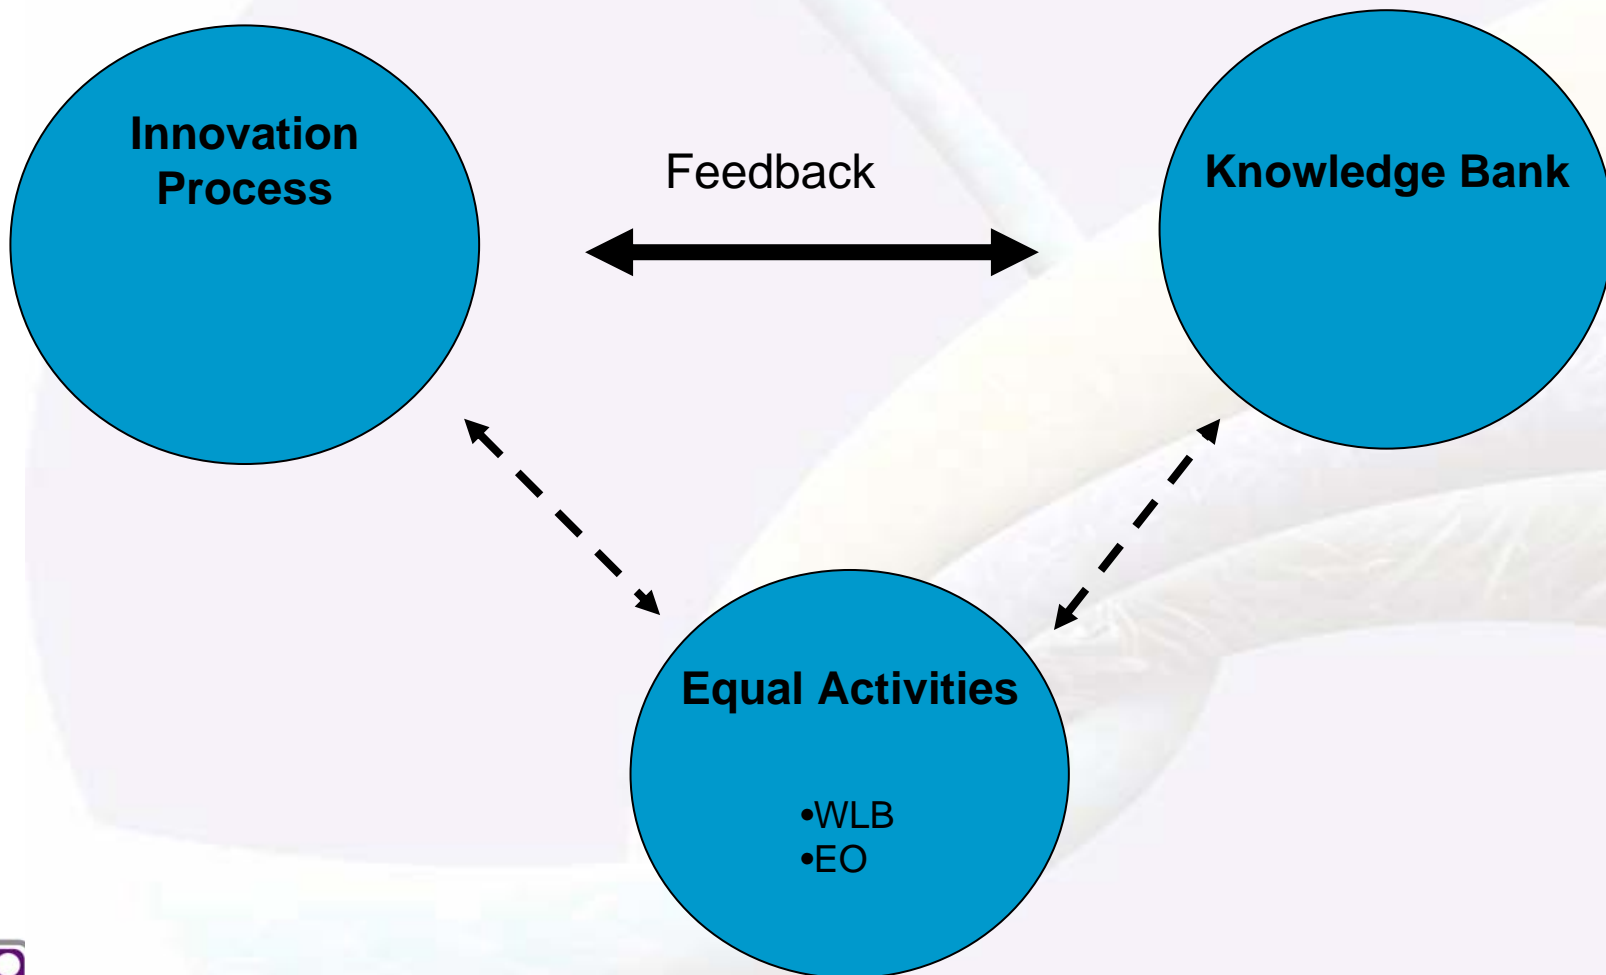 Innovation
Process
Feedback
Knowledge Bank
Equal Activities
•WLB
•EO